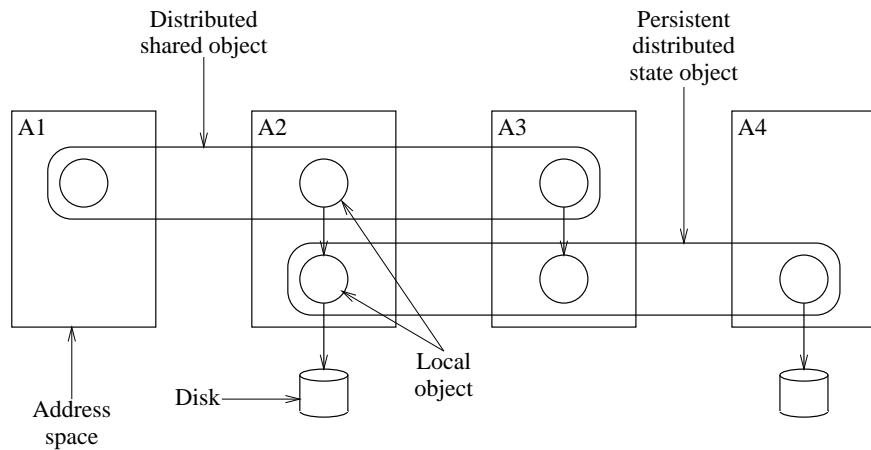 Distributed
shared object
Persistent
distributed
state object
A1
A2
A3
A4
Local
object
Disk
Address
space